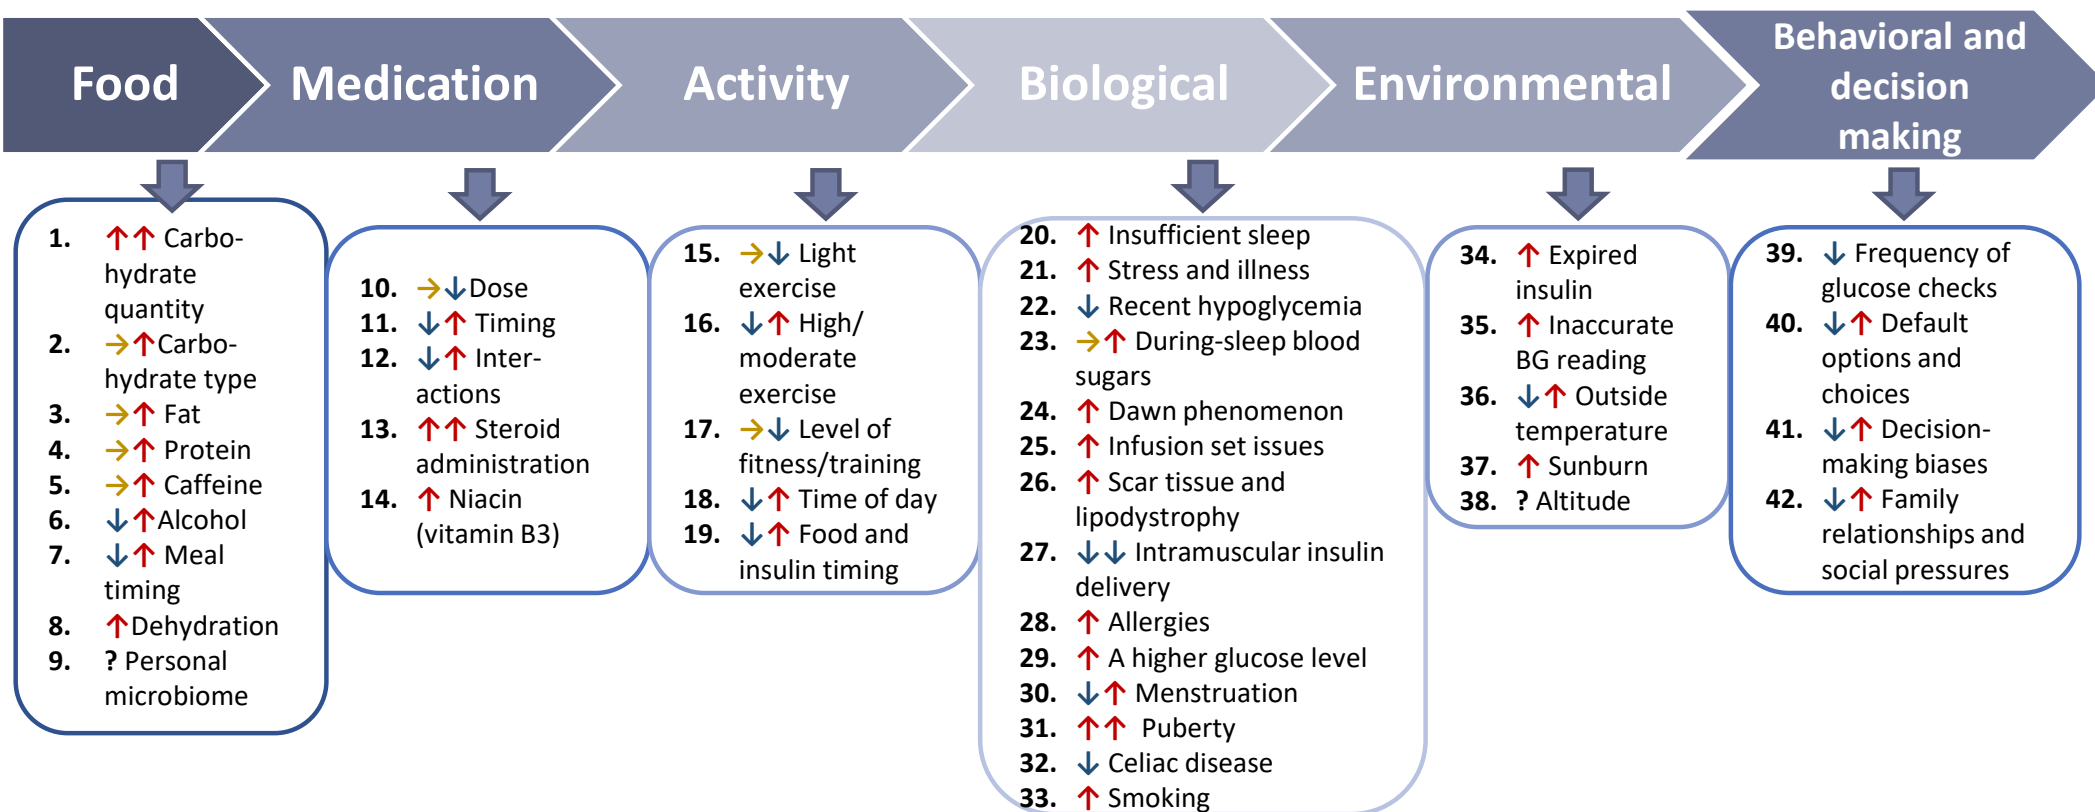 Food
Medication
Activity
Biological
Environmental
Behavioral and
decision
making
1. ↑↑ Carbo-
hydrate
quantity
2. →↑Carbo-
hydrate type
3. →↑ Fat
4. →↑ Protein
5. →↑ Caffeine
6. ↓↑Alcohol
7. ↓↑ Meal
timing
8. ↑Dehydration
9. ? Personal
microbiome
10. →↓Dose
11. ↓↑ Timing
12. ↓↑ Inter-
actions
13. ↑↑ Steroid
administration
14. ↑ Niacin
(vitamin B3)
15. →↓ Light
exercise
16. ↓↑ High/
moderate
exercise
17. →↓ Level of
fitness/training
18. ↓↑ Time of day
19. ↓↑ Food and
insulin timing
20. ↑ Insufficient sleep
21. ↑ Stress and illness
22. ↓ Recent hypoglycemia
23. →↑ During-sleep blood
sugars
24. ↑ Dawn phenomenon
25. ↑ Infusion set issues
26. ↑ Scar tissue and
lipodystrophy
27. ↓↓ Intramuscular insulin
delivery
28. ↑ Allergies
29. ↑ A higher glucose level
30. ↓↑ Menstruation
31. ↑↑ Puberty
32. ↓ Celiac disease
33. ↑ Smoking
34. ↑ Expired
insulin
35. ↑ Inaccurate
BG reading
36. ↓↑ Outside
temperature
37. ↑ Sunburn
38. ? Altitude
39. ↓ Frequency of
glucose checks
40. ↓↑ Default
options and
choices
41. ↓↑ Decision-
making biases
42. ↓↑ Family
relationships and
social pressures